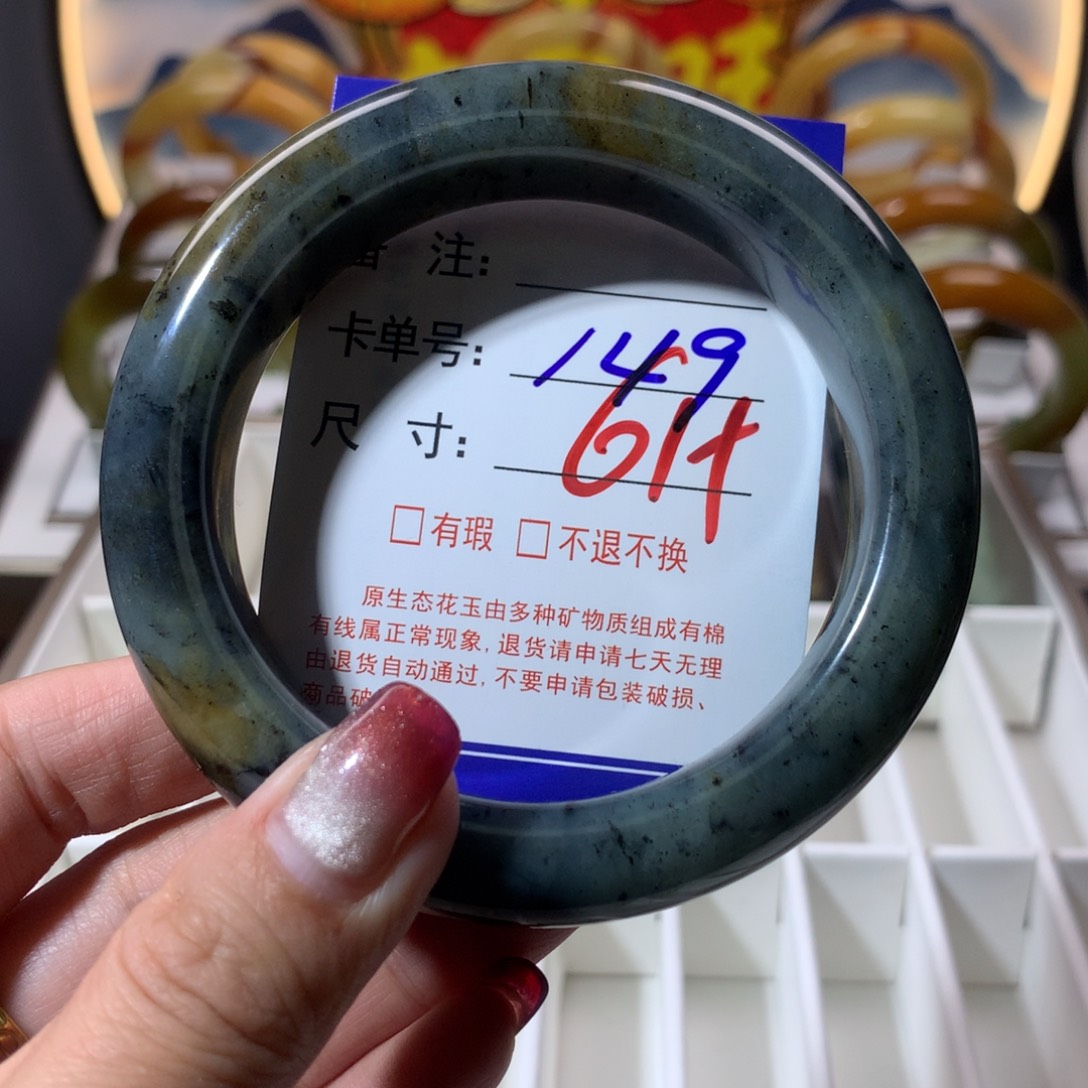 注:
卡单号: 149
尺 寸: 61+
□有瑕 □不退不换
原生态花玉由多种矿物质组成有棉
有线属正常现象,退货请申请七天无理
由退货自动通过,不要申请包装破损、
商品破